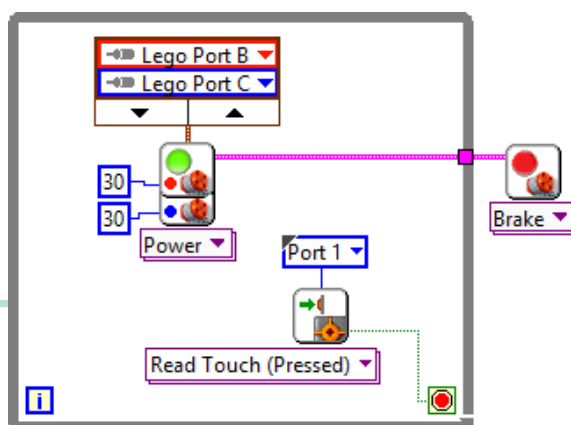 Lego Port B
Lego Port C
30
30
Power
Brake
Port 1
Read Touch (Pressed)
i